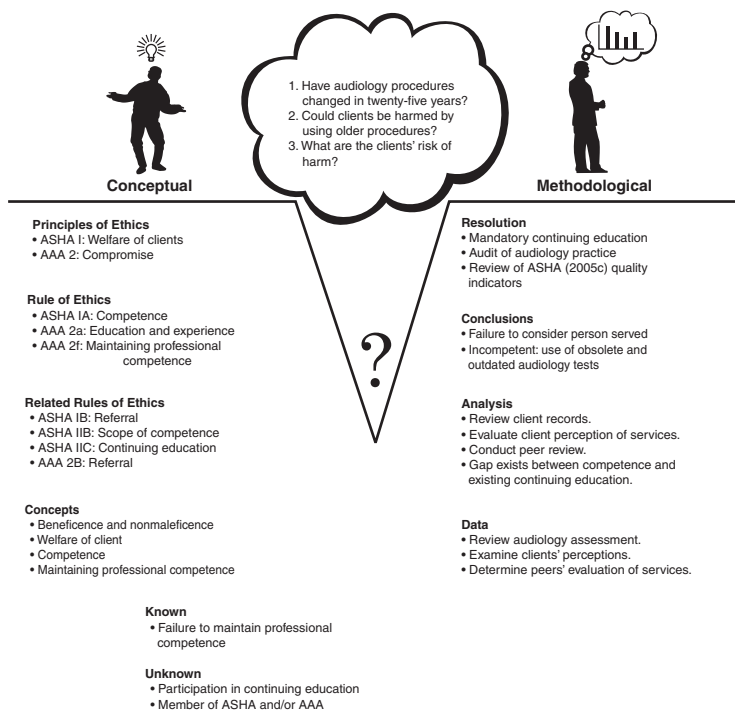 1. Have audiology procedures
changed in twenty-five years?
2. Could clients be harmed by
using older procedures?
3. What are the clients' risk of
harm?
Conceptual
Methodological
Principles of Ethics
• ASHA I: Welfare of clients
• AAA 2: Compromise
Rule of Ethics
• ASHA IA: Competence
• AAA 2a: Education and experience
• AAA 2f: Maintaining professional
competence
Related Rules of Ethics
• ASHA IB: Referral
• ASHA IIB: Scope of competence
• ASHA IIC: Continuing education
• AAA 2B: Referral
Concepts
• Beneficence and nonmaleficence
• Welfare of client
• Competence
• Maintaining professional competence
?
Resolution
• Mandatory continuing education
• Audit of audiology practice
• Review of ASHA (2005c) quality
indicators
Conclusions
• Failure to consider person served
• Incompetent: use of obsolete and
outdated audiology tests
Analysis
• Review client records.
• Evaluate client perception of services.
• Conduct peer review.
• Gap exists between competence and
existing continuing education.
Data
• Review audiology assessment.
• Examine clients' perceptions.
• Determine peers' evaluation of services.
Known
• Failure to maintain professional
competence
Unknown
• Participation in continuing education
• Member of ASHA and/or AAA